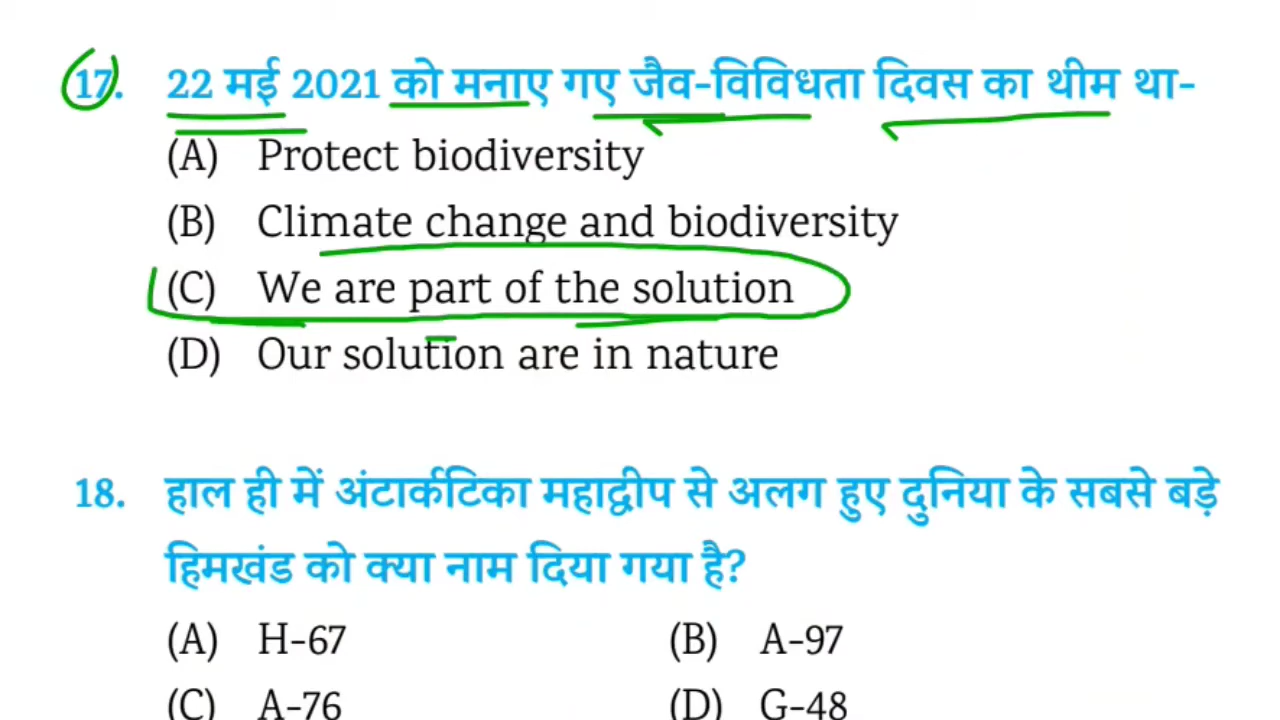 17. 22 मई 2021 को मनाए गए जैव-विविधता दिवस का थीम था-
(A) Protect biodiversity
(B) Climate change and biodiversity
(C) We are part of the solution
(D) Our solution are in nature
18. हाल ही में अंटार्कटिका महाद्वीप से अलग हुए दुनिया के सबसे बड़े
हिमखंड को क्या नाम दिया गया है?
(A) H-67 (B) A-97
(C) A-76 (D) G-48